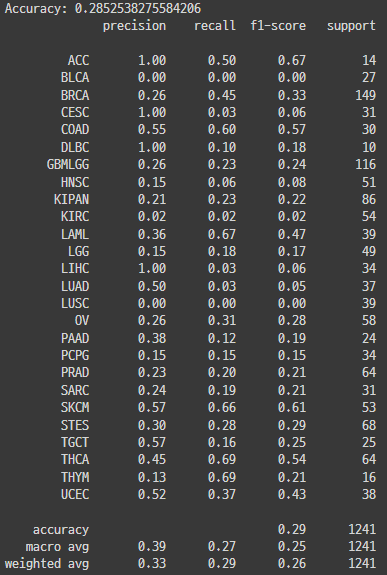 Accuracy: 0.2852538275584206
precision recall f1-score support
ACC 1.00 0.50 0.67 14
BLCA 0.00 0.00 0.00 27
BRCA 0.26 0.45 0.33 149
CESC 1.00 0.03 0.06 31
COAD 0.55 0.60 0.57 30
DLBC 1.00 0.10 0.18 10
GBMLGG 0.26 0.23 0.24 116
HNSC 0.15 0.06 0.08 51
KIPAN 0.21 0.23 0.22 86
KIRC 0.02 0.02 0.02 54
LAML 0.36 0.67 0.47 39
LGG 0.15 0.18 0.17 49
LIHC 1.00 0.03 0.06 34
LUAD 0.50 0.03 0.05 37
LUSC 0.00 0.00 0.00 39
OV 0.26 0.31 0.28 58
PAAD 0.38 0.12 0.19 24
PCPG 0.15 0.15 0.15 34
PRAD 0.23 0.20 0.21 64
SARC 0.24 0.19 0.21 31
SKCM 0.57 0.66 0.61 53
STES 0.30 0.28 0.29 68
TGCT 0.57 0.16 0.25 25
THCA 0.45 0.69 0.54 64
THYM 0.13 0.69 0.21 16
UCEC 0.52 0.37 0.43 38
accuracy 0.29 1241
macro avg 0.39 0.27 0.25 1241
weighted avg 0.33 0.29 0.26 1241